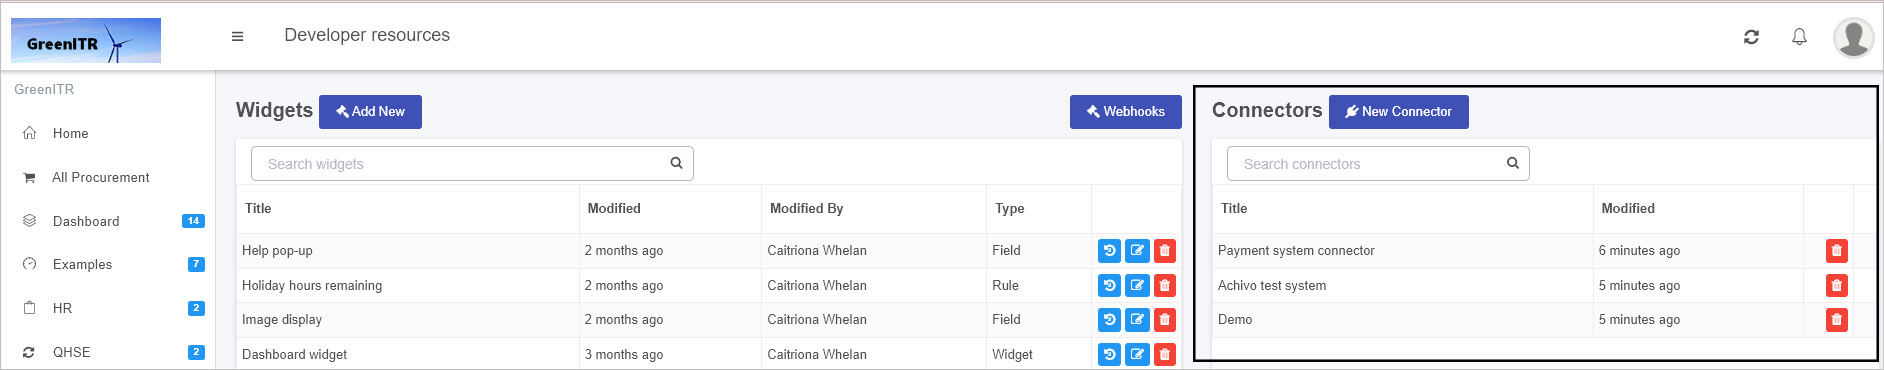 GreenITR
Developer resources
GreenITR
Home
All Procurement
Dashboard 14
Examples 7
HR 2
QHSE 2
Widgets Add New Webhooks
Search widgets
Title Modified Modified By Type
Help pop-up 2 months ago Caitriona Whelan Field
Holiday hours remaining 2 months ago Caitriona Whelan Rule
Image display 2 months ago Caitriona Whelan Field
Dashboard widget 3 months ago Caitriona Whelan Widget
Connectors New Connector
Search connectors
Title Modified
Payment system connector 6 minutes ago
Achivo test system 5 minutes ago
Demo 5 minutes ago